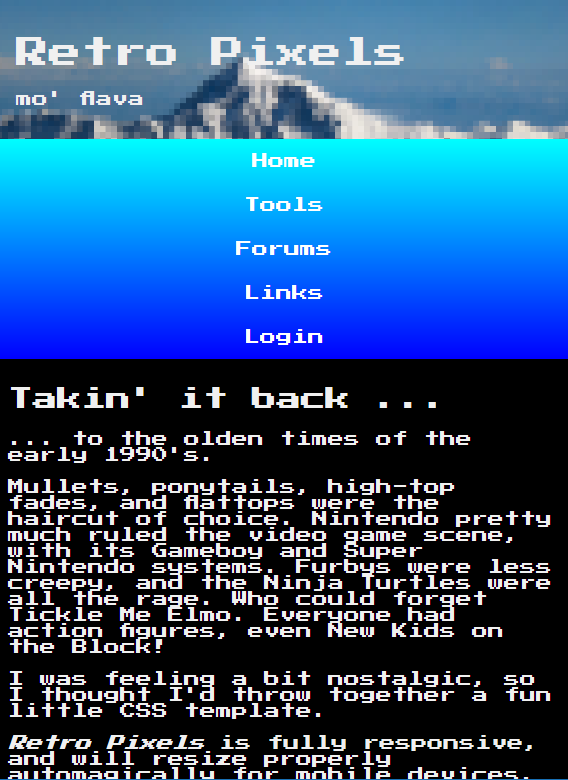 Retro Pixels
mo' flava
Home
Tools
Forums
Links
Login
Takin' it back ...
... to the olden times of the
early 1990's.
Mullets, ponytails, high-top
fades, and flattops were the
haircut of choice. Nintendo pretty
much ruled the video game scene,
with its Gameboy and Super
Nintendo systems. Furbys were less
creepy, and the Ninja Turtles were
all the rage. Who could forget
Tickle Me Elmo. Everyone had
action figures, even New Kids on
the Block!
I was feeling a bit nostalgic, so
I thought I'd throw together a fun
little CSS template.
Retro Pixels is fully responsive,
and will resize properly
automagically for mobile devices.